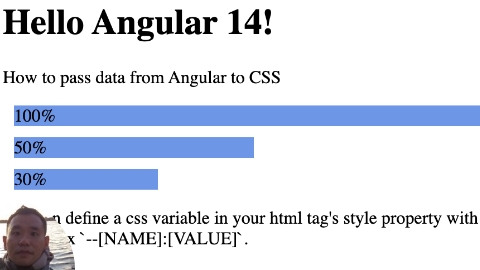 Hello Angular 14!
How to pass data from Angular to CSS
100%
50%
30%
define a css variable in your html tag's style property with
`--[NAME]:[VALUE]`.